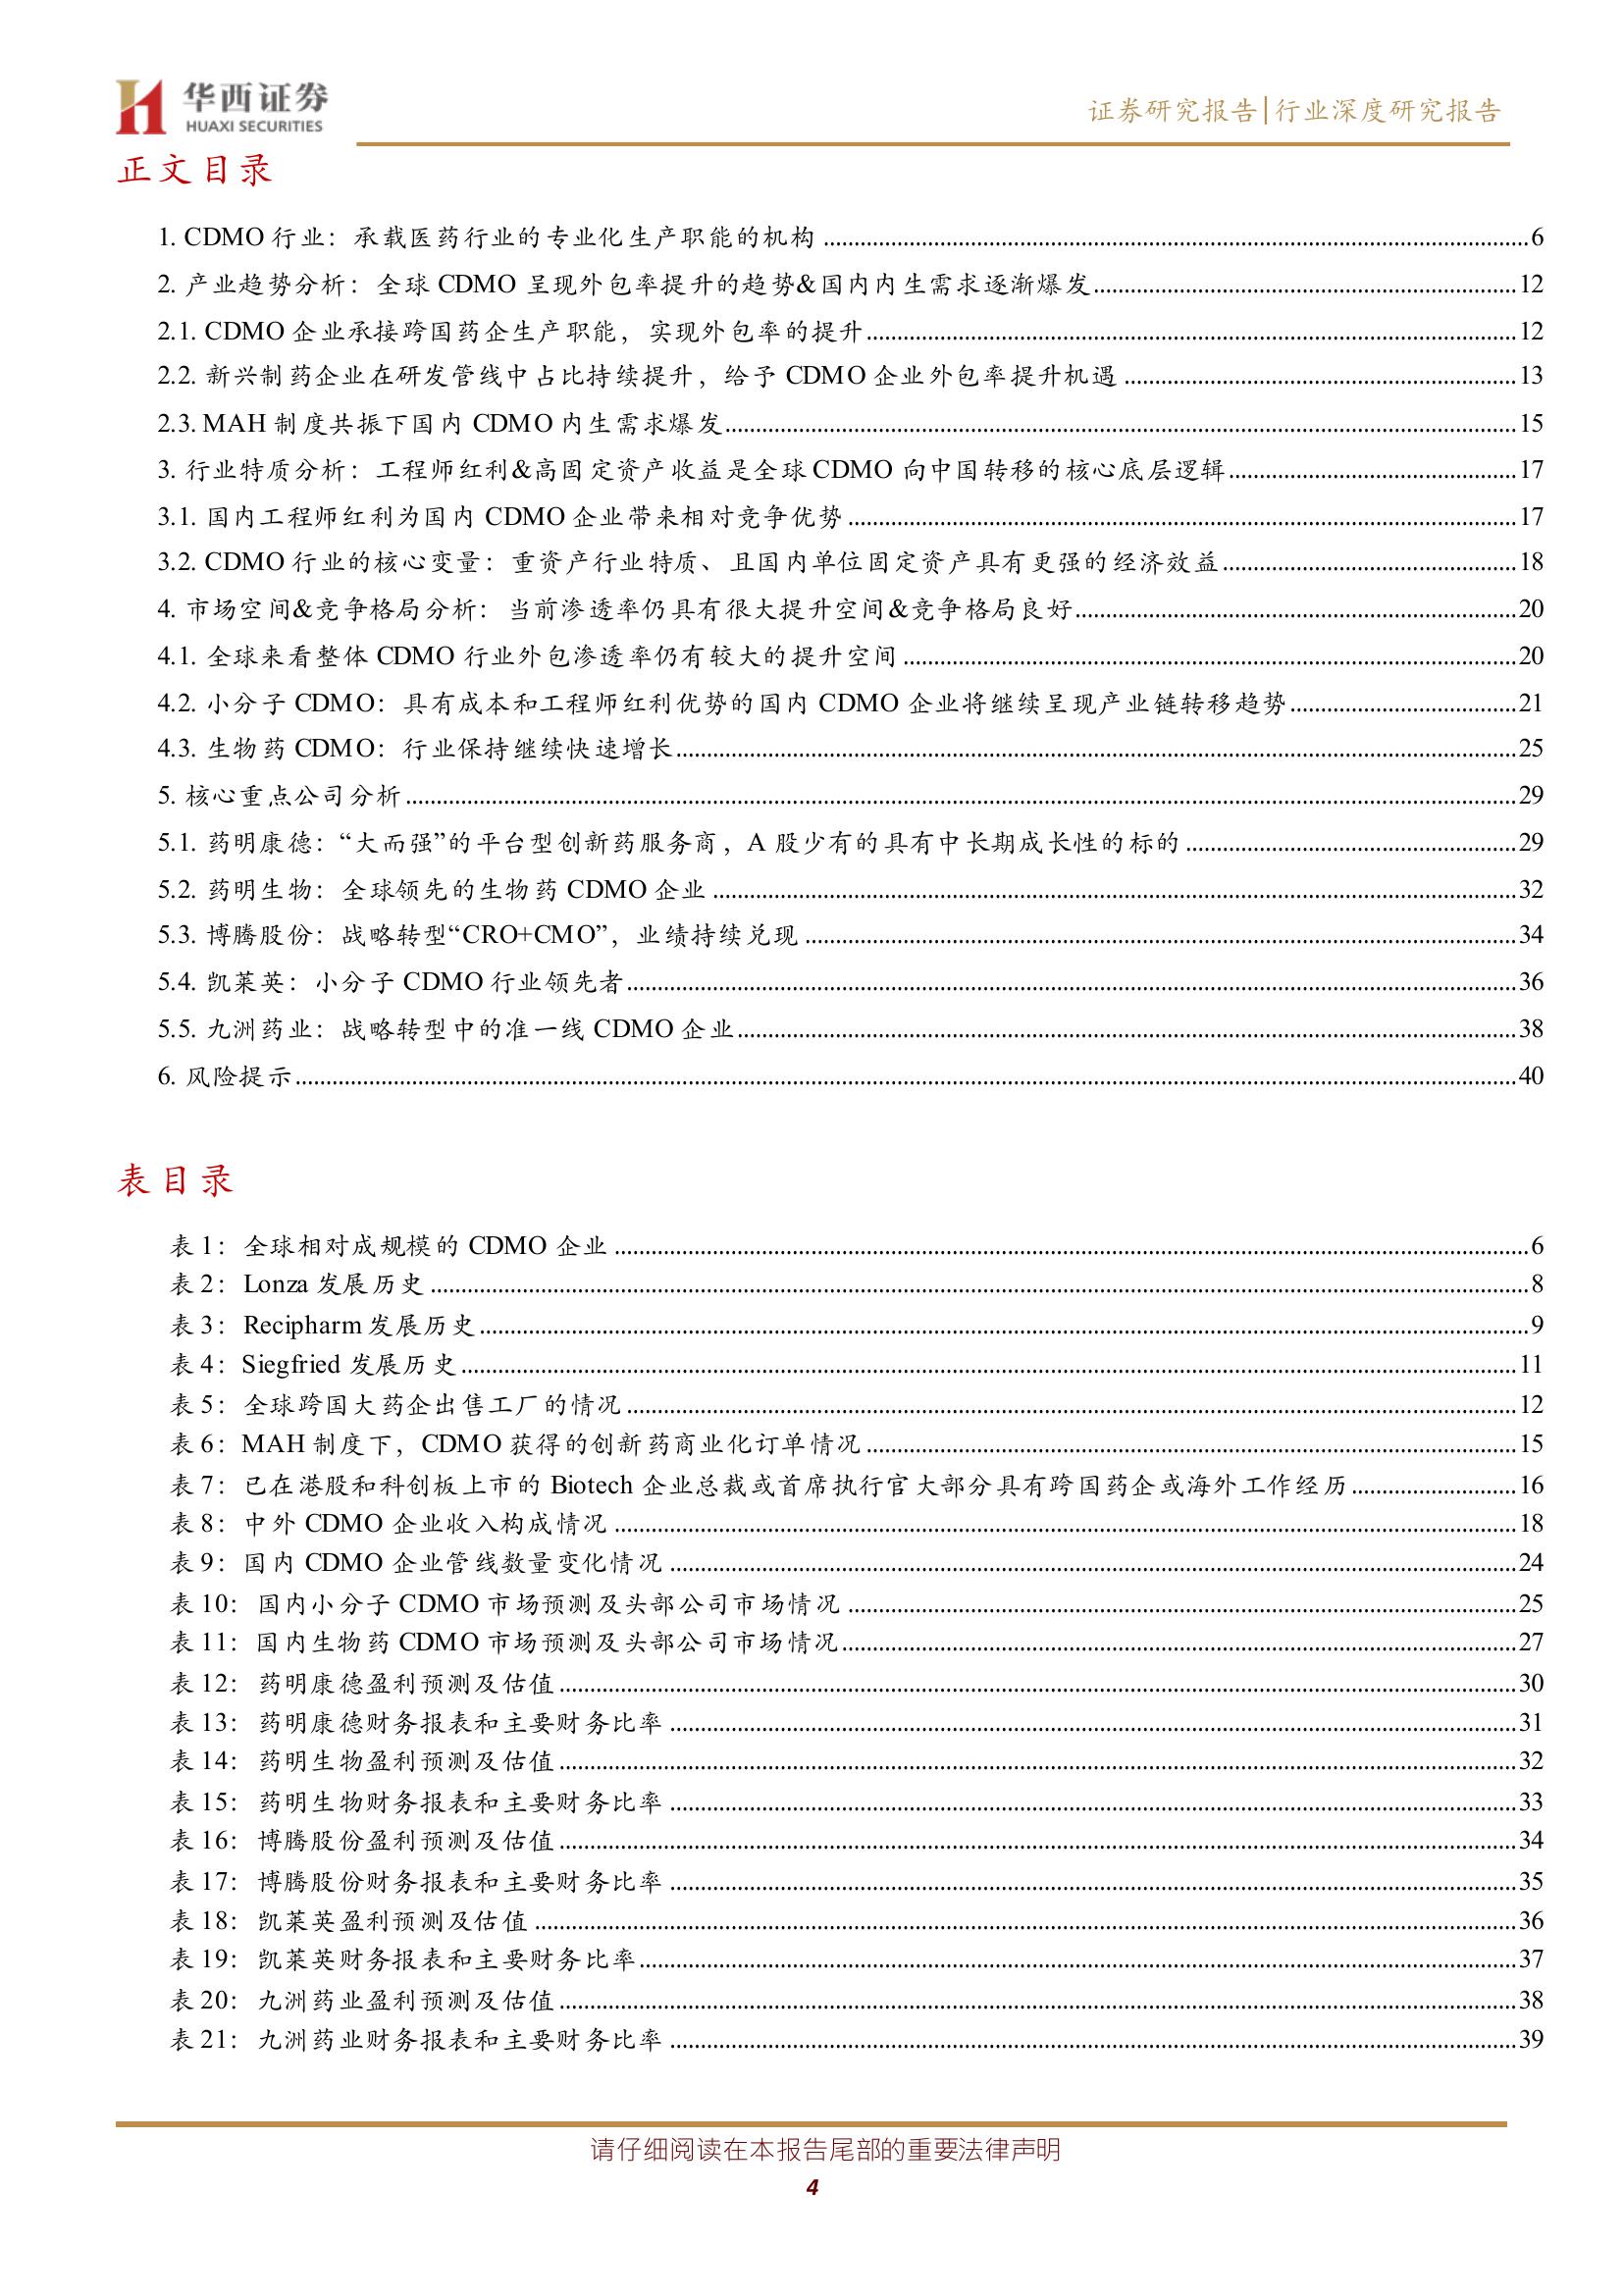 华西证券
HUAXI SECURITIES
证券研究报告|行业深度研究报告
正文目录
1. CDMO 行业：承载医药行业的专业化生产职能的机构 ........ 6
2. 产业趋势分析：全球 CDMO 呈现外包率提升的趋势&国内内生需求逐渐爆发 ........ 12
2.1. CDMO 企业承接跨国药企生产职能，实现外包率的提升 ........ 12
2.2. 新兴制药企业在研发管线中占比持续提升，给予 CDMO 企业外包率提升机遇 ........ 13
2.3. MAH 制度共振下国内 CDMO 内生需求爆发 ........ 15
3. 行业特质分析：工程师红利&高固定资产收益是全球 CDMO 向中国转移的核心底层逻辑 ........ 17
3.1. 国内工程师红利为国内 CDMO 企业带来相对竞争优势 ........ 17
3.2. CDMO 行业的核心变量：重资产行业特质、且国内单位固定资产具有更强的经济效益 ........ 18
4. 市场空间&竞争格局分析：当前渗透率仍具有很大提升空间&竞争格局良好 ........ 20
4.1. 全球来看整体 CDMO 行业外包渗透率仍有较大的提升空间 ........ 20
4.2. 小分子 CDMO：具有成本和工程师红利优势的国内 CDMO 企业将继续呈现产业链转移趋势 ........ 21
4.3. 生物药 CDMO：行业保持继续快速增长 ........ 25
5. 核心重点公司分析 ........ 29
5.1. 药明康德：“大而强”的平台型创新药服务商，A 股少有的具有中长期成长性的标的 ........ 29
5.2. 药明生物：全球领先的生物药 CDMO 企业 ........ 32
5.3. 博腾股份：战略转型“CRO+CMO”，业绩持续兑现 ........ 34
5.4. 凯莱英：小分子 CDMO 行业领先者 ........ 36
5.5. 九洲药业：战略转型中的准一线 CDMO 企业 ........ 38
6. 风险提示 ........ 40
表目录
表 1：全球相对成规模的 CDMO 企业 ........ 6
表 2：Lonza 发展历史 ........ 8
表 3：Recipharm 发展历史 ........ 9
表 4：Siegfried 发展历史 ........ 11
表 5：全球跨国大药企出售工厂的情况 ........ 12
表 6：MAH 制度下，CDMO 获得的创新药商业化订单情况 ........ 15
表 7：已在港股和科创板上市的 Biotech 企业总裁或首席执行官大部分具有跨国药企或海外工作经历 ........ 16
表 8：中外 CDMO 企业收入构成情况 ........ 18
表 9：国内 CDMO 企业管线数量变化情况 ........ 24
表 10：国内小分子 CDMO 市场预测及头部公司市场情况 ........ 25
表 11：国内生物药 CDMO 市场预测及头部公司市场情况 ........ 27
表 12：药明康德盈利预测及估值 ........ 30
表 13：药明康德财务报表和主要财务比率 ........ 31
表 14：药明生物盈利预测及估值 ........ 32
表 15：药明生物财务报表和主要财务比率 ........ 33
表 16：博腾股份盈利预测及估值 ........ 34
表 17：博腾股份财务报表和主要财务比率 ........ 35
表 18：凯莱英盈利预测及估值 ........ 36
表 19：凯莱英财务报表和主要财务比率 ........ 37
表 20：九洲药业盈利预测及估值 ........ 38
表 21：九洲药业财务报表和主要财务比率 ........ 39
请仔细阅读在本报告尾部的重要法律声明
4